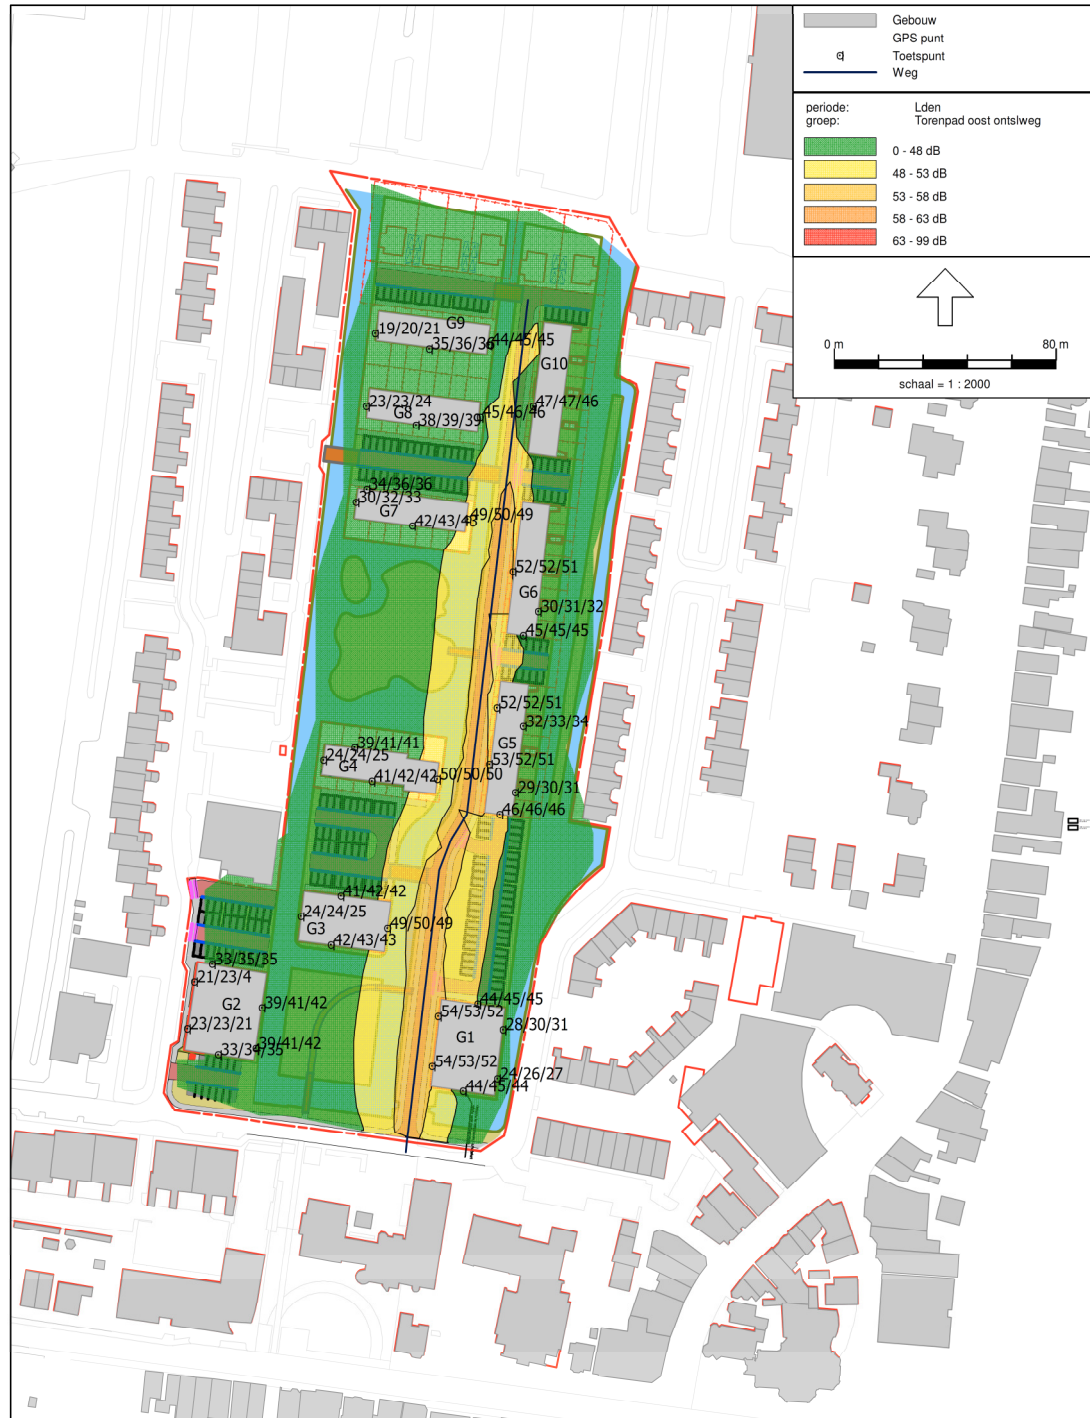 Gebouw
GPS punt
Toetspunt
Weg
periode: Lden
groep: Torenpad oost ontslweg
0 - 48 dB
48 - 53 dB
53 - 58 dB
58 - 63 dB
63 - 99 dB
0 m 80 m
schaal = 1 : 2000
19/20/21
G9
35/36/36
44/45/45
G10
23/23/24
G8
38/39/39
45/46/46
47/47/46
34/36/36
30/32/33
G7
42/43/43
49/50/49
52/52/51
G6
30/31/32
45/45/45
52/52/51
32/33/34
G5
53/52/51
39/41/41
24/24/25
G4
41/42/42
50/50/50
29/30/31
46/46/46
41/42/42
24/24/25
G3
49/50/49
42/43/43
33/35/35
21/23/4
G2
39/41/42
23/23/21
39/41/42
33/34/35
44/45/45
54/53/52
28/30/31
G1
54/53/52
24/26/27
44/45/44